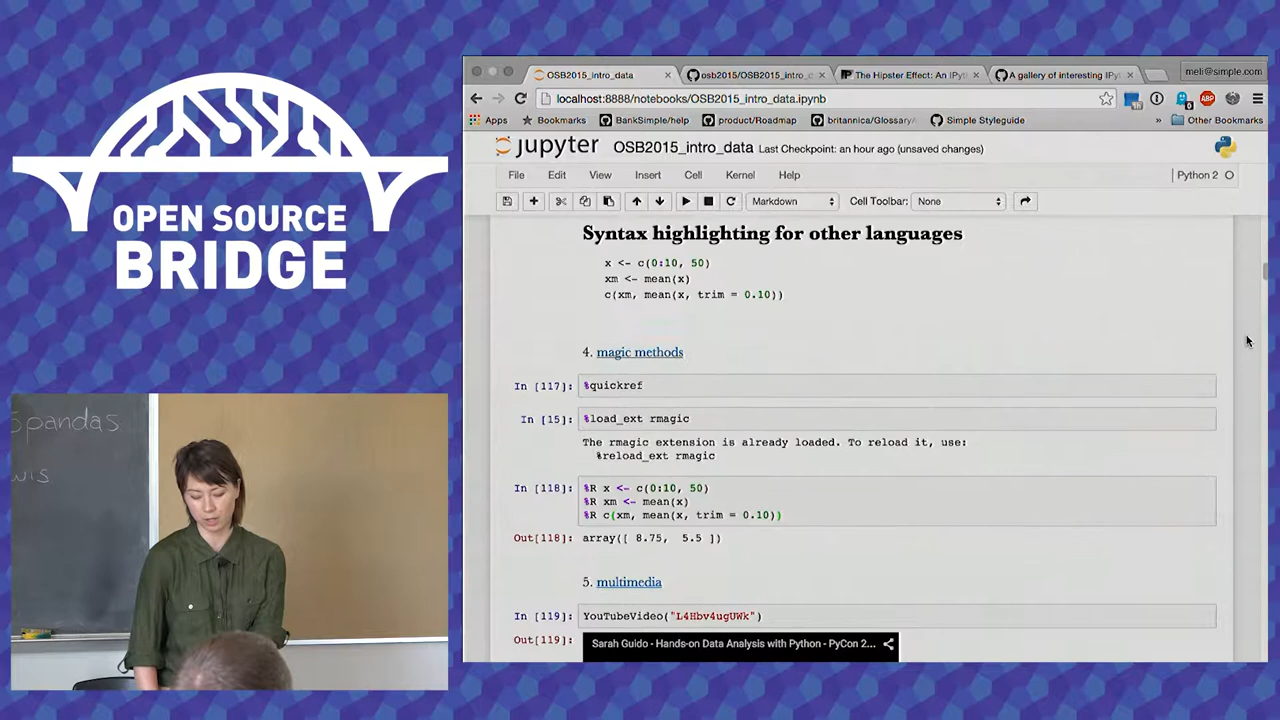 OPEN SOURCE
BRIDGE
pandas
OSB2015_intro_data
osb2015/OSB2015_intro_c
The Hipster Effect: An IPyt
A gallery of interesting IPy
meli@simple.com
localhost:8888/notebooks/OSB2015_intro_data.ipynb
ABP
Apps
Bookmarks
BankSimple/help
product/Roadmap
britannica/Glossary
Simple Styleguide
»
Other Bookmarks
jupyter OSB2015_intro_data Last Checkpoint: an hour ago (unsaved changes)
File Edit View Insert Cell Kernel Help
Python 2
Markdown
Cell Toolbar: None
Syntax highlighting for other languages
x <- c(0:10, 50)
xm <- mean(x)
c(xm, mean(x, trim = 0.10))
4. magic methods
In [117]: %quickref
In [15]: %load_ext rmagic
The rmagic extension is already loaded. To reload it, use:
%reload_ext rmagic
In [118]: %R x <- c(0:10, 50)
%R xm <- mean(x)
%R c(xm, mean(x, trim = 0.10))
Out[118]: array([ 8.75, 5.5 ])
5. multimedia
In [119]: YouTubeVideo("L4Hbv4ugUWk")
Out[119]: Sarah Guido - Hands-on Data Analysis with Python - PyCon 2...